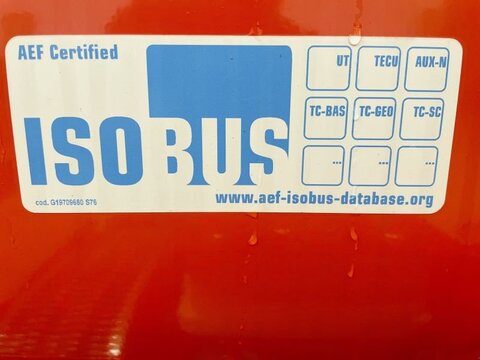 AEF Certified
ISOBUS
UT TECU AUX-N
TC-BAS TC-GEO TC-SC
... ... ...
cod. G19709680 S76
www.aef-isobus-database.org